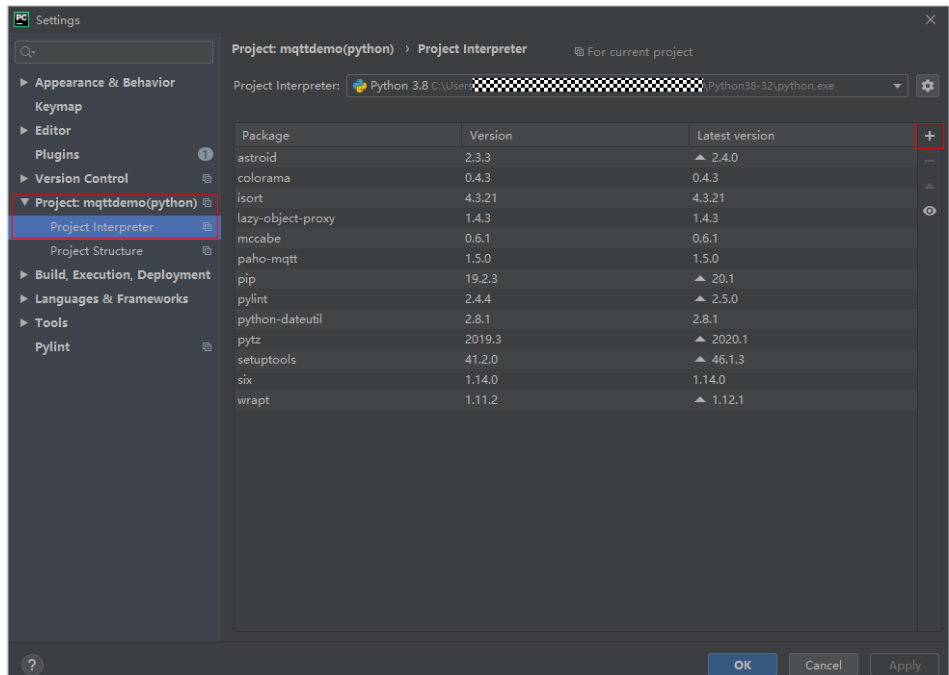 PC Settings
Project: mqttdemo(python) › Project Interpreter For current project
Project Interpreter: Python 3.8 C:\Users \Python38-32\python.exe
Appearance & Behavior
Keymap
Editor
Plugins 1
Version Control
Project: mqttdemo(python)
Project Interpreter
Project Structure
Build, Execution, Deployment
Languages & Frameworks
Tools
Pylint
Package Version Latest version
astroid 2.3.3 2.4.0
colorama 0.4.3 0.4.3
isort 4.3.21 4.3.21
lazy-object-proxy 1.4.3 1.4.3
mccabe 0.6.1 0.6.1
paho-mqtt 1.5.0 1.5.0
pip 19.2.3 20.1
pylint 2.4.4 2.5.0
python-dateutil 2.8.1 2.8.1
pytz 2019.3 2020.1
setuptools 41.2.0 46.1.3
six 1.14.0 1.14.0
wrapt 1.11.2 1.12.1
? OK Cancel Apply